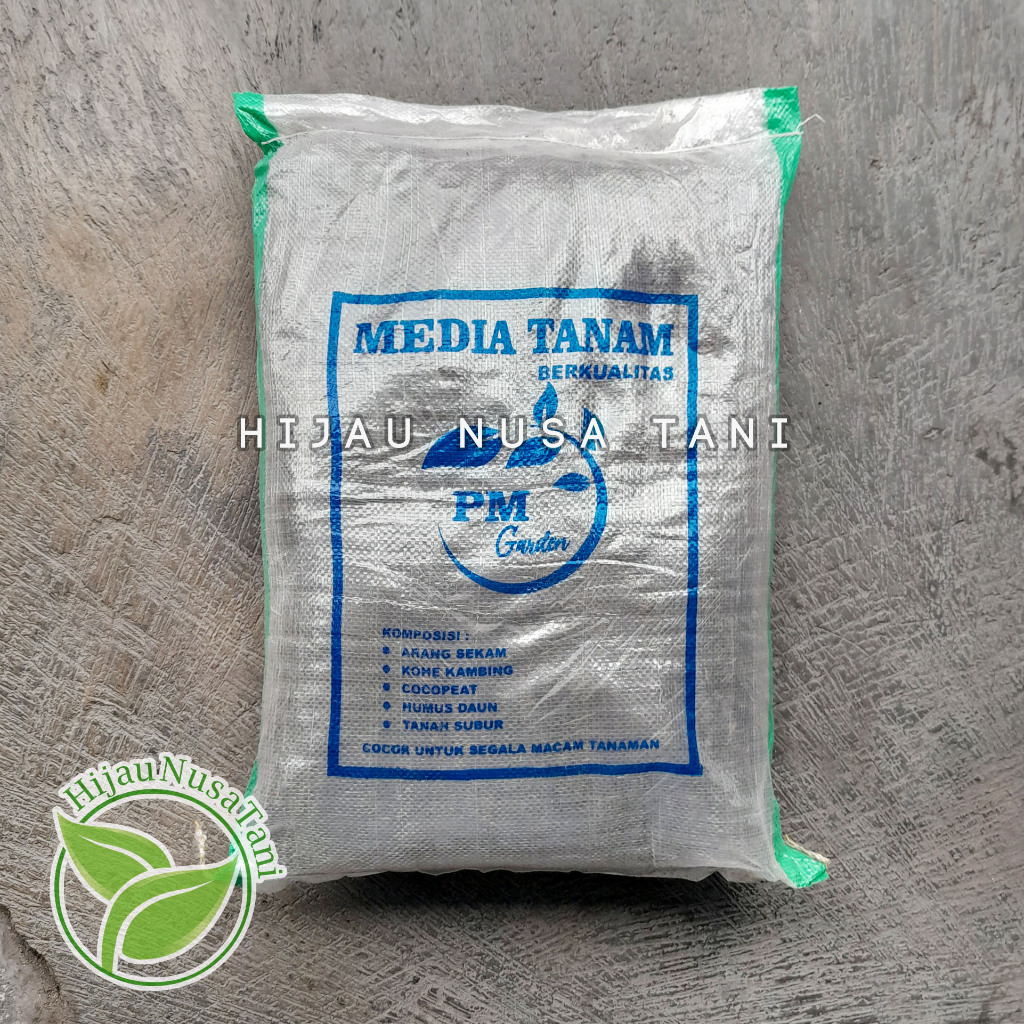 MEDIA TANAM
BERKUALITAS
HIJAU NUSA TANI
PM
Garden
KOMPOSISI :
• ARANG SEKAM
• KOHE KAMBING
• COCOPEAT
• HUMUS DAUN
• TANAH SUBUR
COCOK UNTUK SEGALA MACAM TANAMAN
HijauNusaTani